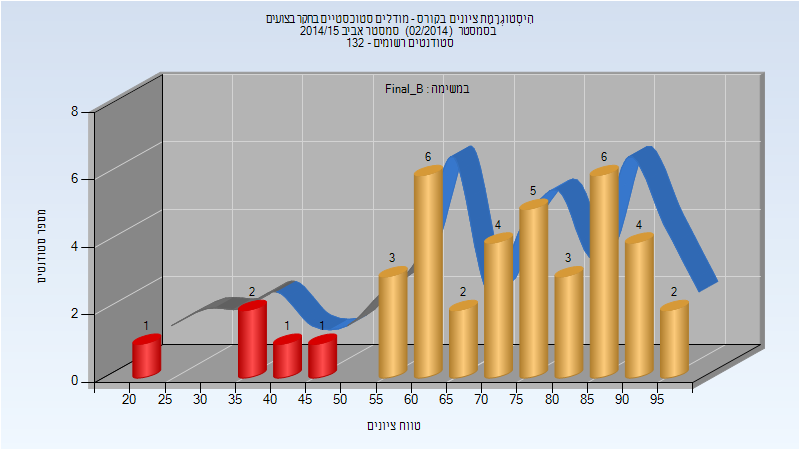 היסטוגרמת ציונים בקורס - מודלים סטוכסטיים בחקר בצועים
בסמסטר (02/2014) סמסטר אביב 2014/15
סטודנטים רשומים - 132
במשימה : Final_B
מספר סטודנטים
8
6
4
2
0
1
2
1
1
3
6
2
4
5
3
6
4
2
20 25 30 35 40 45 50 55 60 65 70 75 80 85 90 95
טווח ציונים